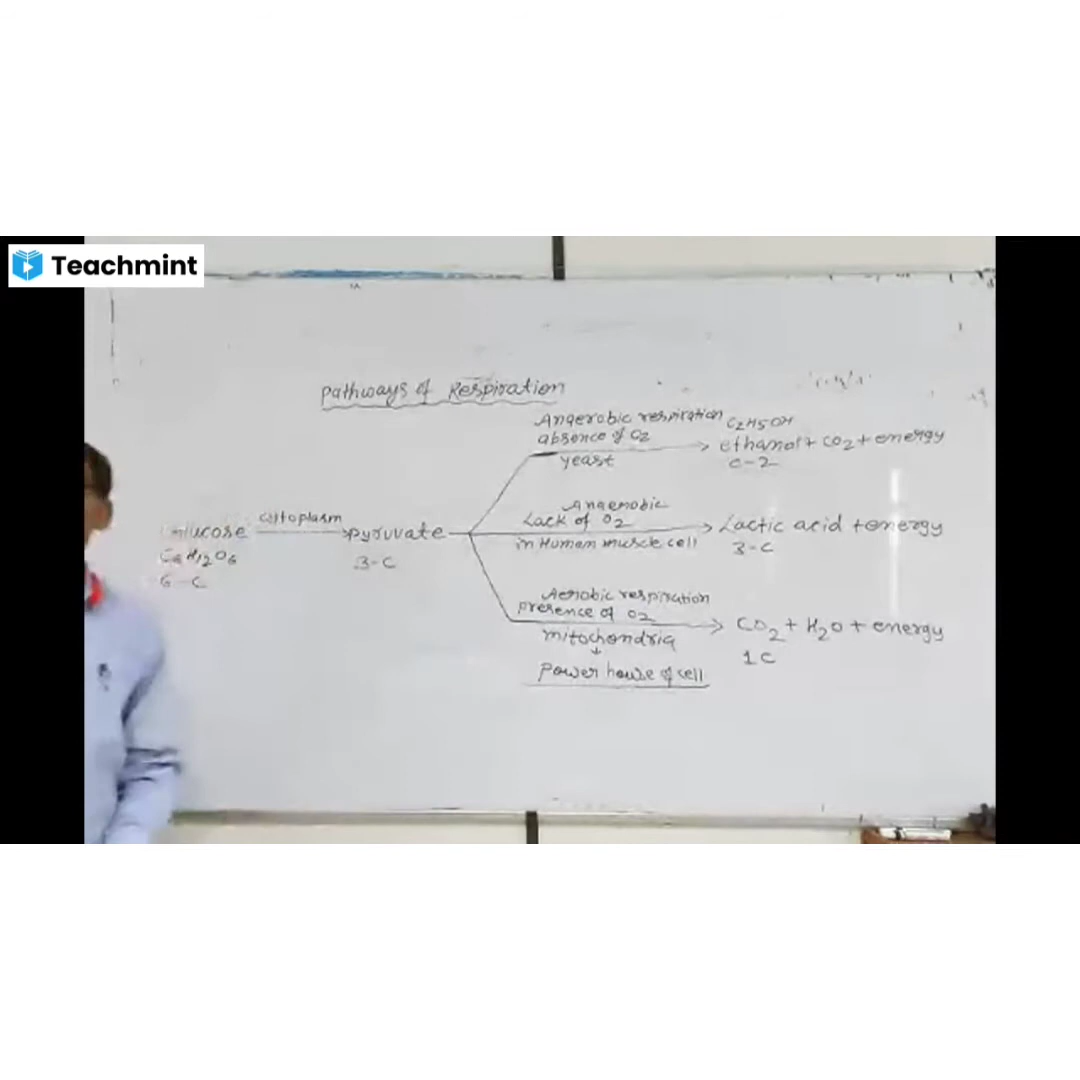 Teachmint
Pathways of Respiration
Anaerobic respiration
absence of O2
yeast
C2H5OH
ethanol + CO2 + energy
C-2
Glucose
C6H12O6
6-C
cytoplasm
pyruvate
3-C
Anaerobic
Lack of O2
in Human muscle cell
Lactic acid + energy
3-C
Aerobic respiration
presence of O2
mitochondria
↓
Power house of cell
CO2 + H2O + energy
1C